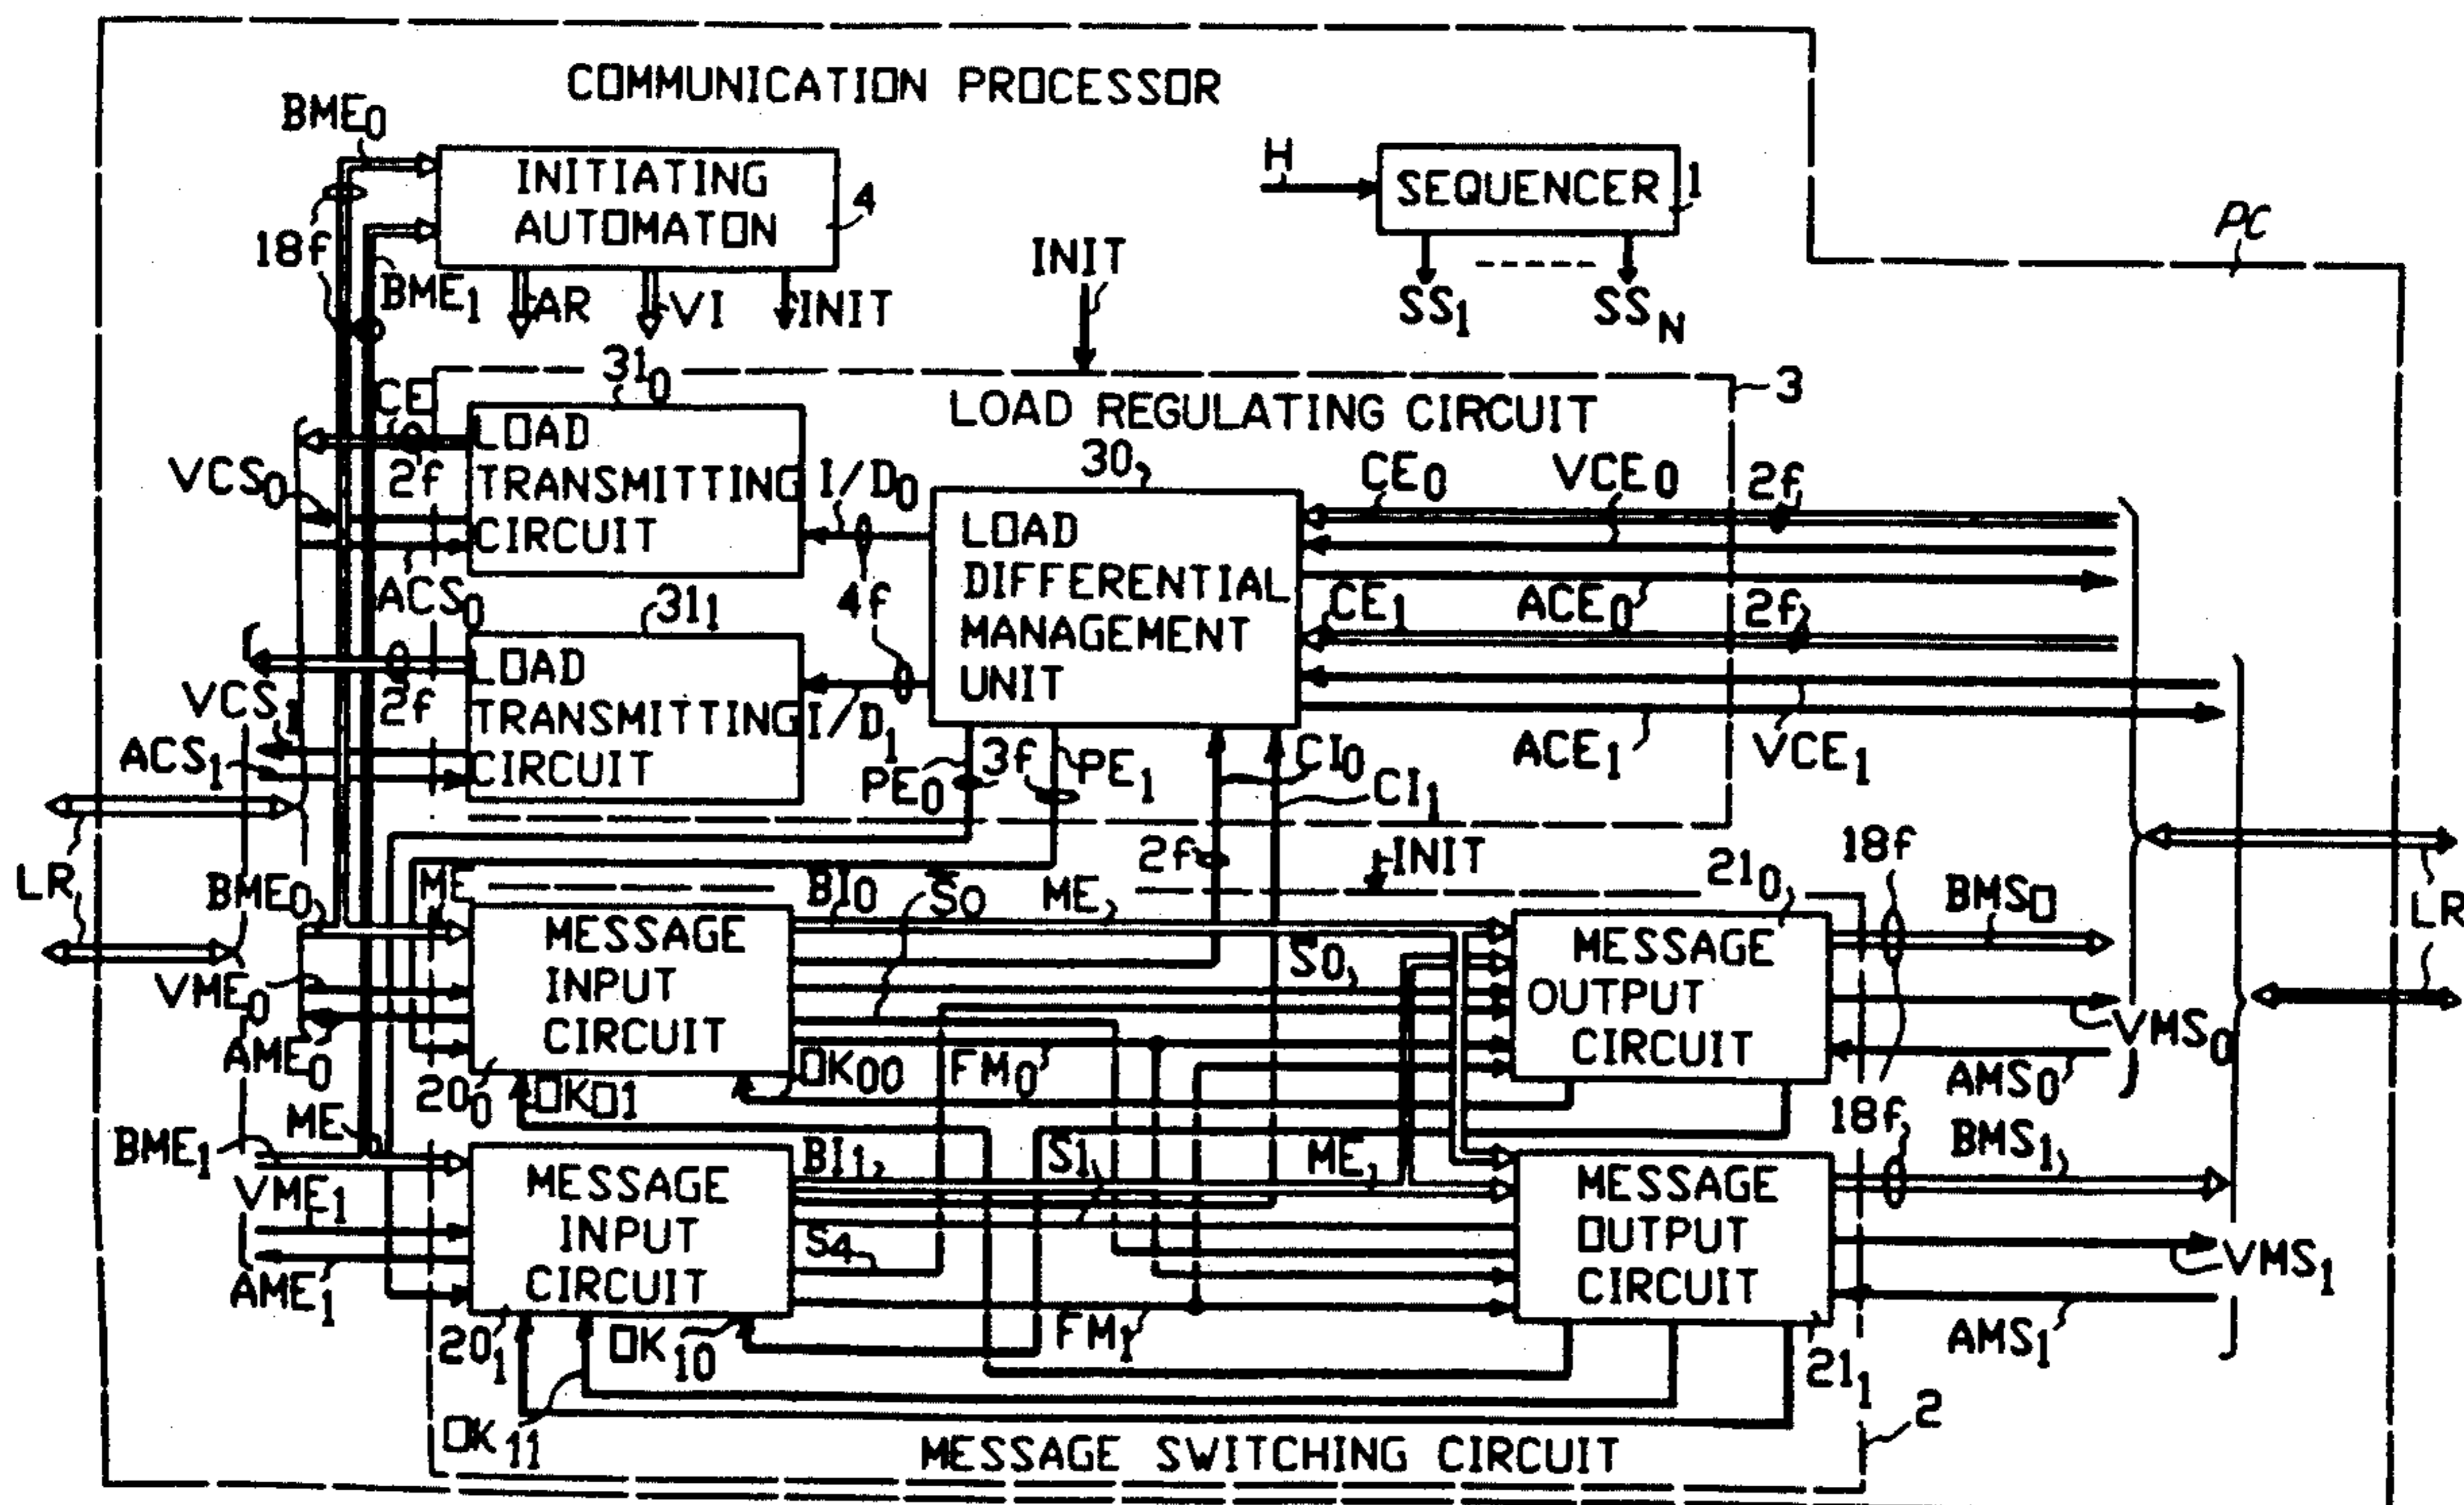 COMMUNICATION PROCESSOR
BME0
INITIATING
AUTOMATON
4
H
SEQUENCER
1
PC
18f
BME1
AR
VI
INIT
INIT
SS1
SSN
CE
310
LOAD REGULATING CIRCUIT
3
LOAD
TRANSMITTING
CIRCUIT
VCS0
2f
I/D0
30
CE0
VCE0
2f
LOAD
DIFFERENTIAL
MANAGEMENT
UNIT
ACS0
311
4f
CE1
ACE0
2f
LOAD
TRANSMITTING
CIRCUIT
VCS1
2f
I/D1
ACS1
PE0
3f
PE1
CI0
CI1
ACE1
VCE1
LR
BME0
ME
BI0
S0
ME
2f
INIT
210
18f
BMS0
LR
MESSAGE
INPUT
CIRCUIT
S0
MESSAGE
OUTPUT
CIRCUIT
VME0
VMS0
AME0
200
OK01
OK00
FM0
AMS0
18f
ME
BME1
BI1
S1
ME
BMS1
VME1
MESSAGE
INPUT
CIRCUIT
MESSAGE
OUTPUT
CIRCUIT
S4
AME1
VMS1
201
OK10
FM1
AMS1
211
OK11
2
MESSAGE SWITCHING CIRCUIT